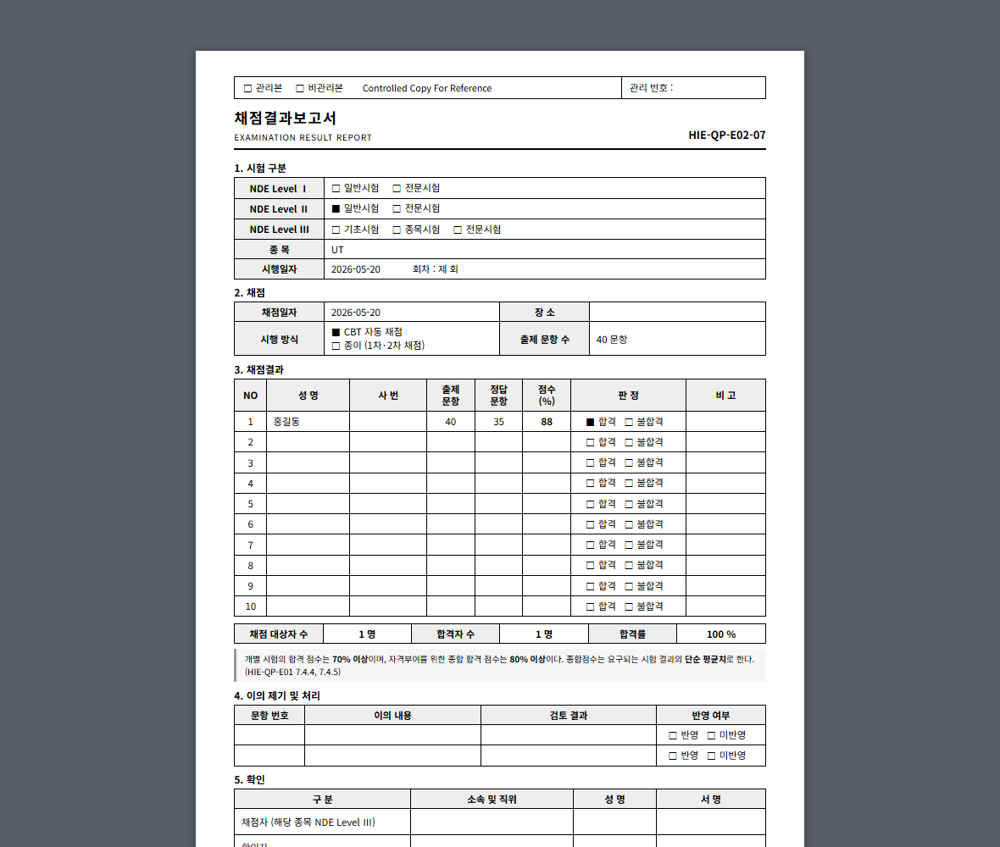 □ 관리본 □ 비관리본 Controlled Copy For Reference 관리 번호 :
채점결과보고서
EXAMINATION RESULT REPORT HIE-QP-E02-07
1. 시험 구분
NDE Level Ⅰ □ 일반시험 □ 전문시험
NDE Level Ⅱ ■ 일반시험 □ 전문시험
NDE Level Ⅲ □ 기초시험 □ 종목시험 □ 전문시험
종 목 UT
시행일자 2026-05-20 회차 : 제 회
2. 채점
채점일자 2026-05-20 장 소
시행 방식 ■ CBT 자동 채점
□ 종이 (1차·2차 채점) 출제 문항 수 40 문항
3. 채점결과
NO 성 명 사 번 출제 문항 정답 문항 점수 (%) 판 정 비 고
1 홍길동 40 35 88 ■ 합격 □ 불합격
2 □ 합격 □ 불합격
3 □ 합격 □ 불합격
4 □ 합격 □ 불합격
5 □ 합격 □ 불합격
6 □ 합격 □ 불합격
7 □ 합격 □ 불합격
8 □ 합격 □ 불합격
9 □ 합격 □ 불합격
10 □ 합격 □ 불합격
채점 대상자 수 1 명 합격자 수 1 명 합격률 100 %
개별 시험의 합격 점수는 70% 이상이며, 자격부여를 위한 종합 합격 점수는 80% 이상이다. 종합점수는 요구되는 시험 결과의 단순 평균치로 한다.
(HIE-QP-E01 7.4.4, 7.4.5)
4. 이의 제기 및 처리
문항 번호 이의 내용 검토 결과 반영 여부
□ 반영 □ 미반영
□ 반영 □ 미반영
5. 확인
구 분 소속 및 직위 성 명 서 명
채점자 (해당 종목 NDE Level Ⅲ)